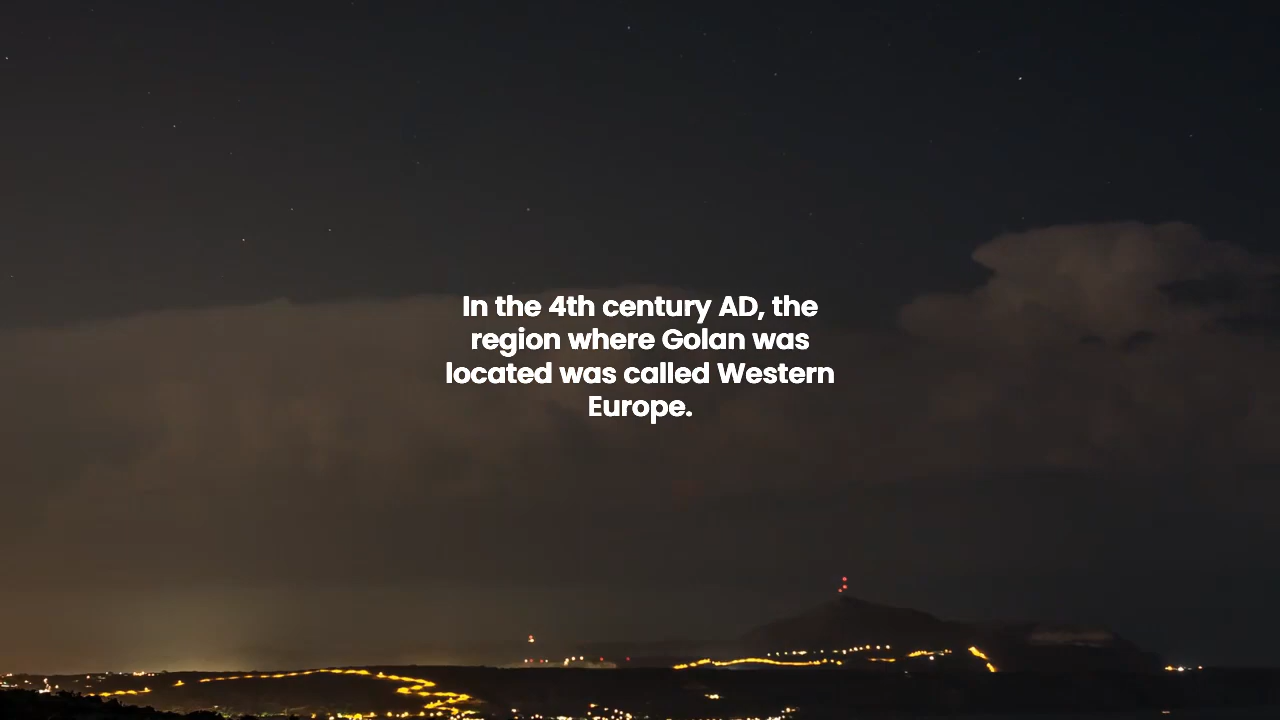 In the 4th century AD, the
region where Golan was
located was called Western
Europe.